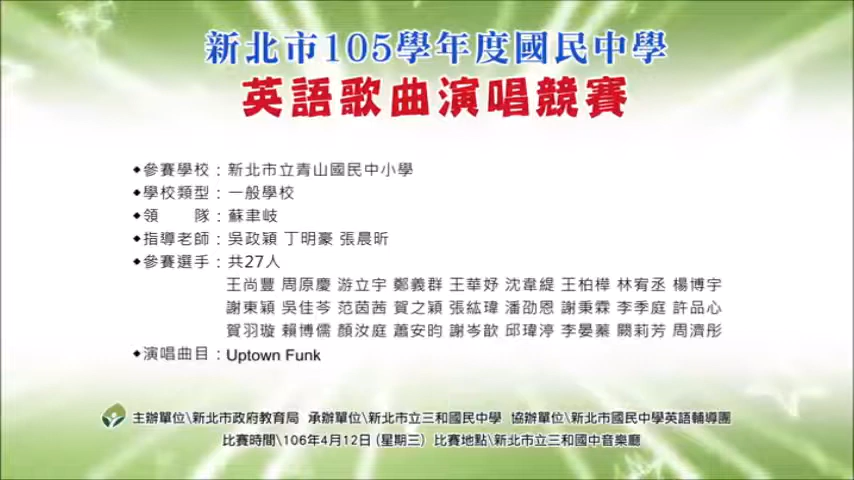 新北市105學年度國民中學
英語歌曲演唱競賽
◆參賽學校：新北市立青山國民中小學
◆學校類型：一般學校
◆領　　隊：蘇聿岐
◆指導老師：吳政穎 丁明豪 張晨昕
◆參賽選手：共27人
王尚豐 周原慶 游立宇 鄭義群 王華妤 沈韋緹 王柏樺 林宥丞 楊博宇
謝東穎 吳佳芩 范茵茜 賀之穎 張紘瑋 潘劭恩 謝秉霖 李季庭 許品心
賀羽璇 賴博儒 顏汝庭 蕭安昀 謝岑歆 邱瑋渟 李晏蓁 闕莉芳 周濟彤
◆演唱曲目：Uptown Funk
主辦單位\新北市政府教育局 承辦單位\新北市立三和國民中學 協辦單位\新北市國民中學英語輔導團
比賽時間\106年4月12日(星期三) 比賽地點\新北市立三和國中音樂廳